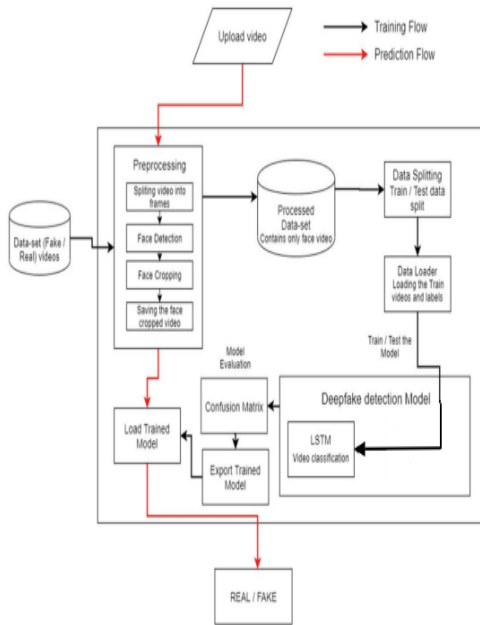 Upload video
Training Flow
Prediction Flow
Data-set (Fake /
Real) videos
Preprocessing
Spliting video into
frames
Face Detection
Face Cropping
Saving the face
cropped video
Processed
Data-set
Contains only face video
Data Splitting
Train / Test data
split
Data Loader
Loading the Train
videos and labels
Train / Test the
Model
Deepfake detection Model
LSTM
Video classification
Model
Evaluation
Confusion Matrix
Export Trained
Model
Load Trained
Model
REAL / FAKE